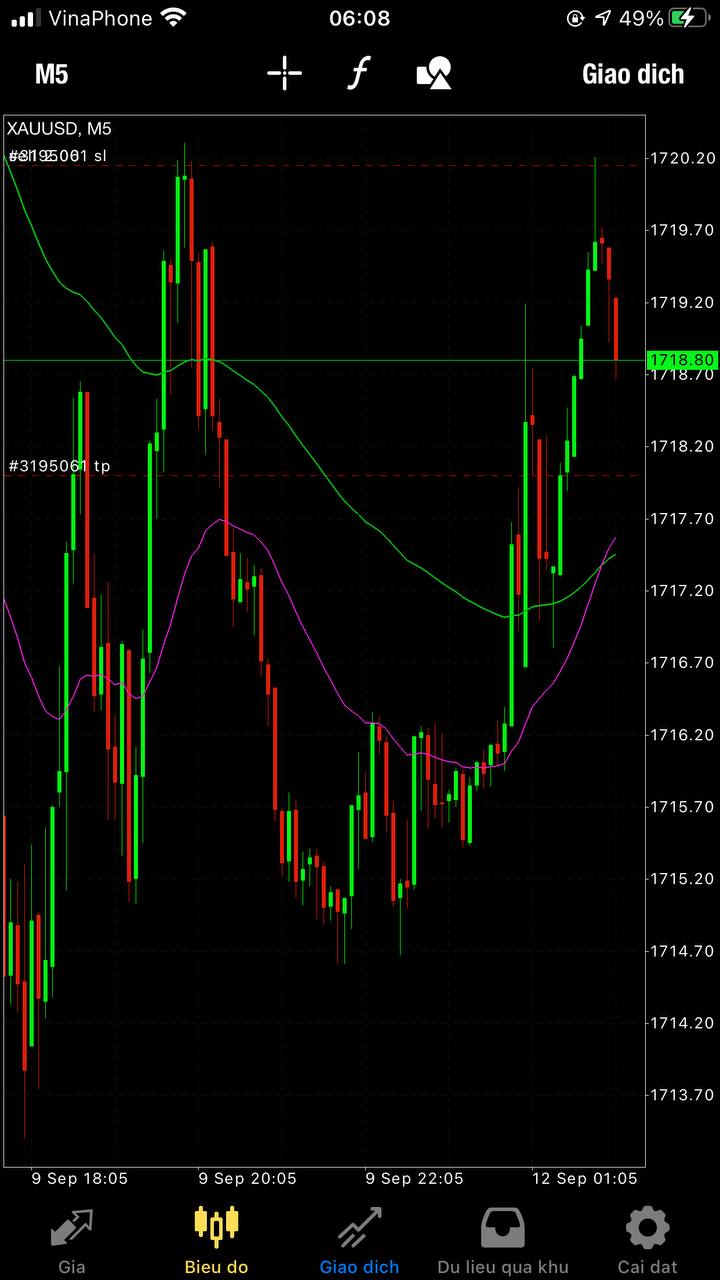 VinaPhone 06:08 49%
M5 f Giao dich
XAUUSD, M5
#3195061 sl
1720.20
1719.70
1719.20
1718.80
1718.70
1718.20
#3195061 tp
1717.70
1717.20
1716.70
1716.20
1715.70
1715.20
1714.70
1714.20
1713.70
9 Sep 18:05 9 Sep 20:05 9 Sep 22:05 12 Sep 01:05
Gia Bieu do Giao dich Du lieu qua khu Cai dat